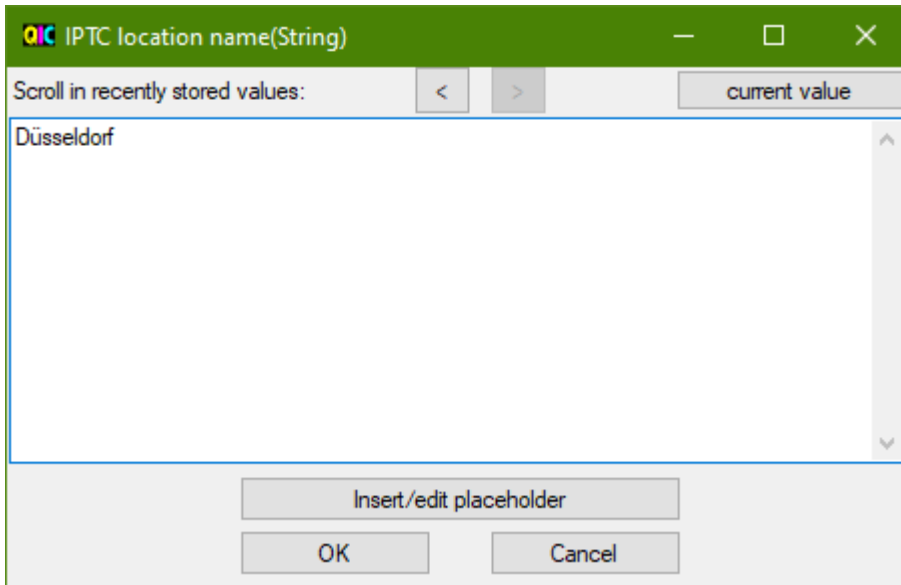 QIC IPTC location name(String)
Scroll in recently stored values: < > current value
Düsseldorf
Insert/edit placeholder
OK Cancel